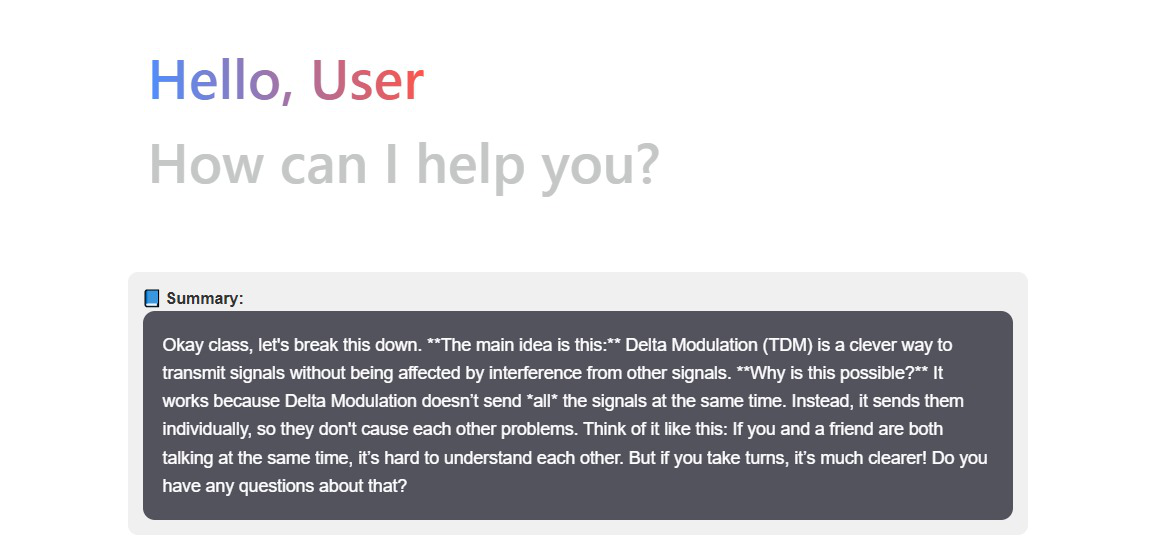 Hello, User
How can I help you?
📘 Summary:
Okay class, let's break this down. **The main idea is this:** Delta Modulation (TDM) is a clever way to
transmit signals without being affected by interference from other signals. **Why is this possible?** It
works because Delta Modulation doesn’t send *all* the signals at the same time. Instead, it sends them
individually, so they don't cause each other problems. Think of it like this: If you and a friend are both
talking at the same time, it’s hard to understand each other. But if you take turns, it’s much clearer! Do you
have any questions about that?